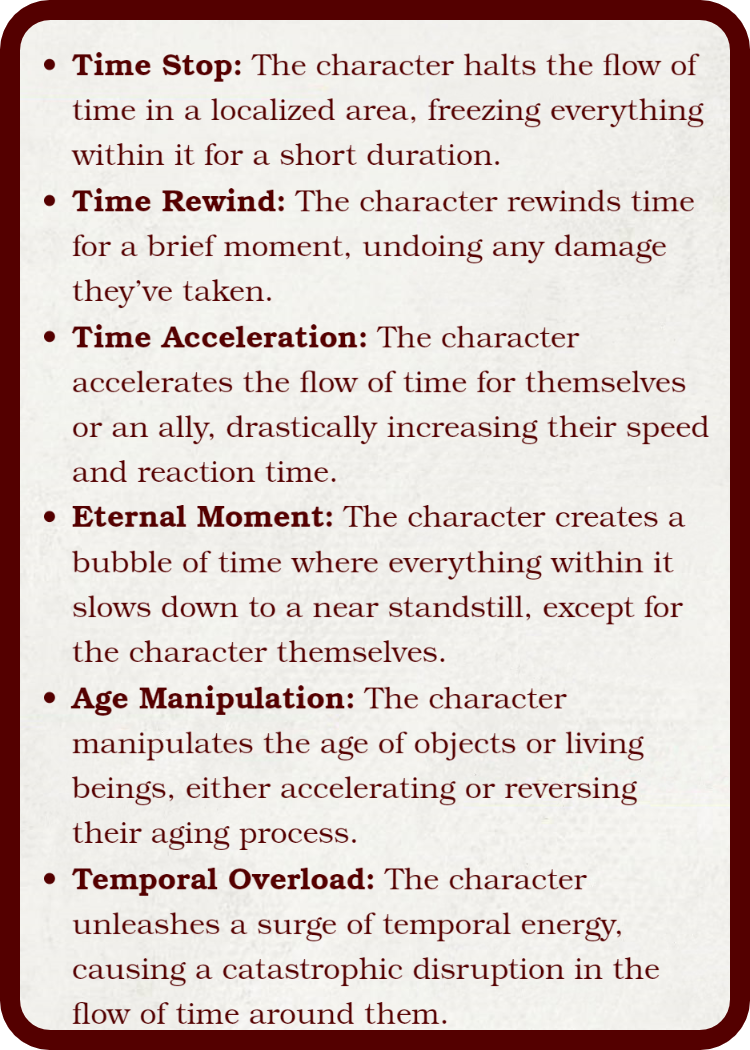 • Time Stop: The character halts the flow of
time in a localized area, freezing everything
within it for a short duration.
• Time Rewind: The character rewinds time
for a brief moment, undoing any damage
they’ve taken.
• Time Acceleration: The character
accelerates the flow of time for themselves
or an ally, drastically increasing their speed
and reaction time.
• Eternal Moment: The character creates a
bubble of time where everything within it
slows down to a near standstill, except for
the character themselves.
• Age Manipulation: The character
manipulates the age of objects or living
beings, either accelerating or reversing
their aging process.
• Temporal Overload: The character
unleashes a surge of temporal energy,
causing a catastrophic disruption in the
flow of time around them.